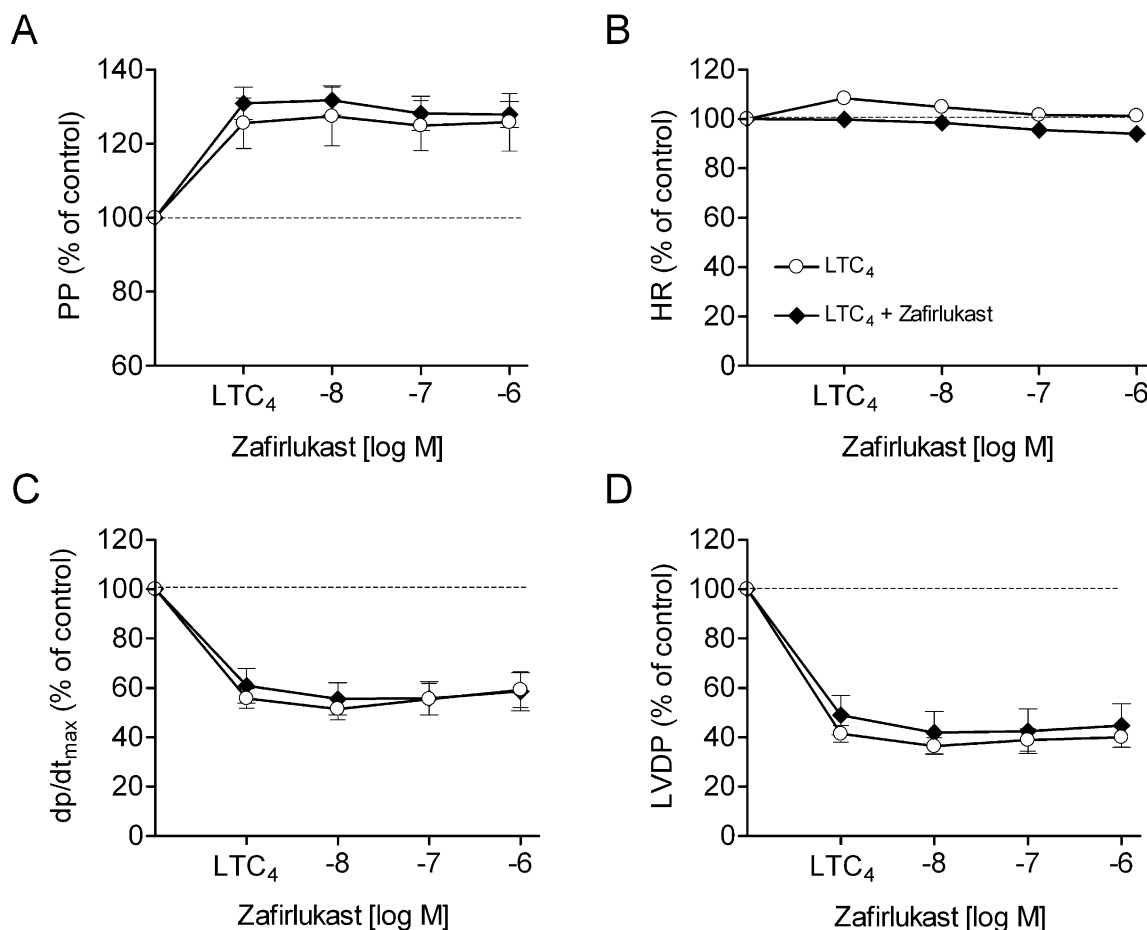 A
PP (% of control)
140
120
100
80
60
LTC4 -8 -7 -6
Zafirlukast [log M]
B
HR (% of control)
120
100
80
60
40
20
0
LTC4
LTC4 + Zafirlukast
LTC4 -8 -7 -6
Zafirlukast [log M]
C
dp/dtmax (% of control)
120
100
80
60
40
20
0
LTC4 -8 -7 -6
Zafirlukast [log M]
D
LVDP (% of control)
120
100
80
60
40
20
0
LTC4 -8 -7 -6
Zafirlukast [log M]